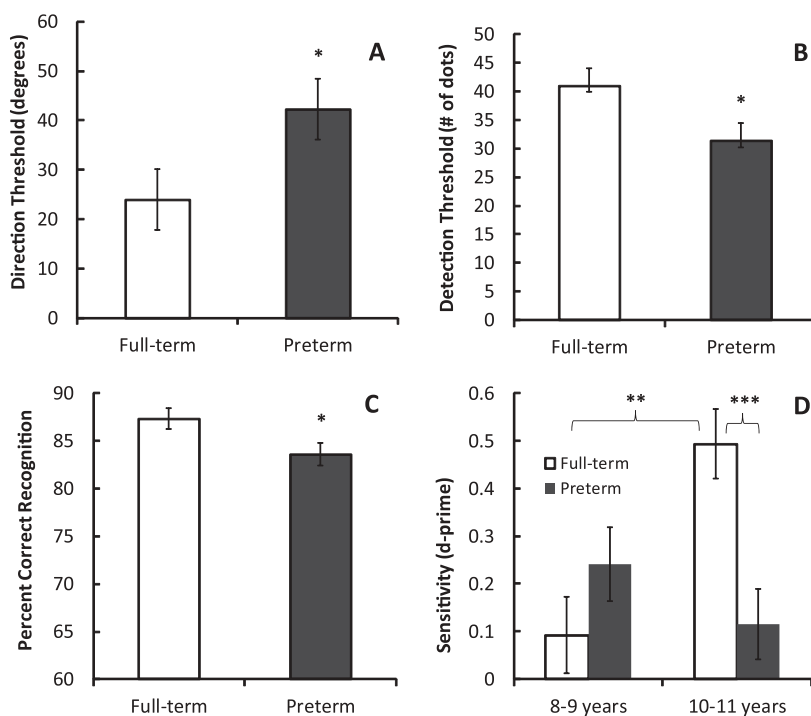 A
Direction Threshold (degrees)
60
50
40
30
20
10
0
*
Full-term
Preterm
B
Detection Threshold (# of dots)
50
45
40
35
30
25
20
15
10
5
0
*
Full-term
Preterm
C
Percent Correct Recognition
90
85
80
75
70
65
60
*
Full-term
Preterm
D
Sensitivity (d-prime)
0.6
0.5
0.4
0.3
0.2
0.1
0
**
***
Full-term
Preterm
8-9 years
10-11 years